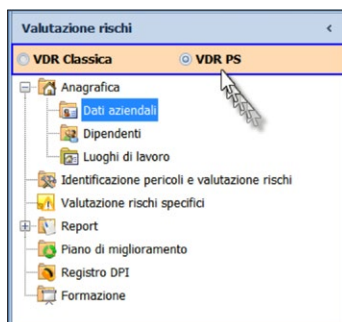 Valutazione rischi
VDR Classica VDR PS
Anagrafica
Dati aziendali
Dipendenti
Luoghi di lavoro
Identificazione pericoli e valutazione rischi
Valutazione rischi specifici
Report
Piano di miglioramento
Registro DPI
Formazione